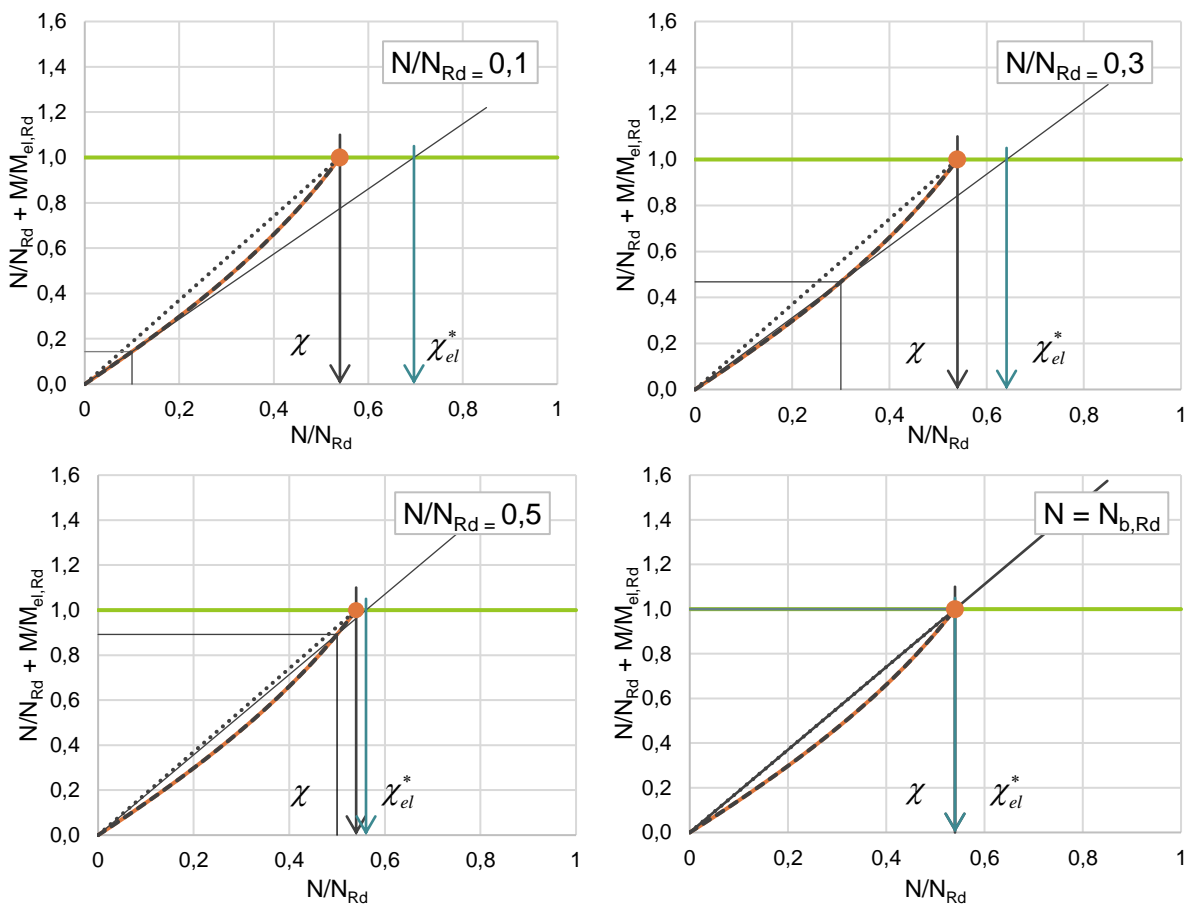 1,6
1,4
1,2
1,0
0,8
0,6
0,4
0,2
0,0
N/NRd + M/Mel,Rd
N/NRd = 0,1
χ
χ*el
0 0,2 0,4 0,6 0,8 1
N/NRd
1,6
1,4
1,2
1,0
0,8
0,6
0,4
0,2
0,0
N/NRd + M/Mel,Rd
N/NRd = 0,3
χ
χ*el
0 0,2 0,4 0,6 0,8 1
N/NRd
1,6
1,4
1,2
1,0
0,8
0,6
0,4
0,2
0,0
N/NRd + M/Mel,Rd
N/NRd = 0,5
χ
χ*el
0 0,2 0,4 0,6 0,8 1
N/NRd
1,6
1,4
1,2
1,0
0,8
0,6
0,4
0,2
0,0
N/NRd + M/Mel,Rd
N = Nb,Rd
χ
χ*el
0 0,2 0,4 0,6 0,8 1
N/NRd